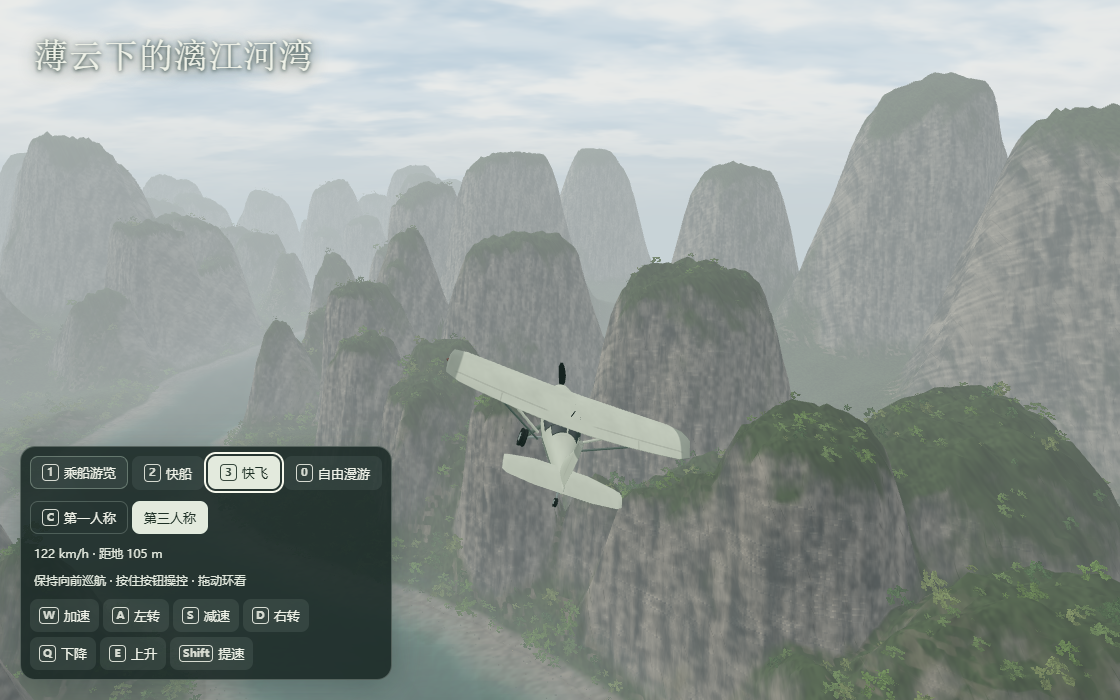 薄云下的漓江河湾
1 乘船游览 2 快船 3 快飞 0 自由漫游
C 第一人称 第三人称
122 km/h · 距地 105 m
保持向前巡航 · 按住按钮操控 · 拖动环看
W 加速 A 左转 S 减速 D 右转
Q 下降 E 上升 Shift 提速